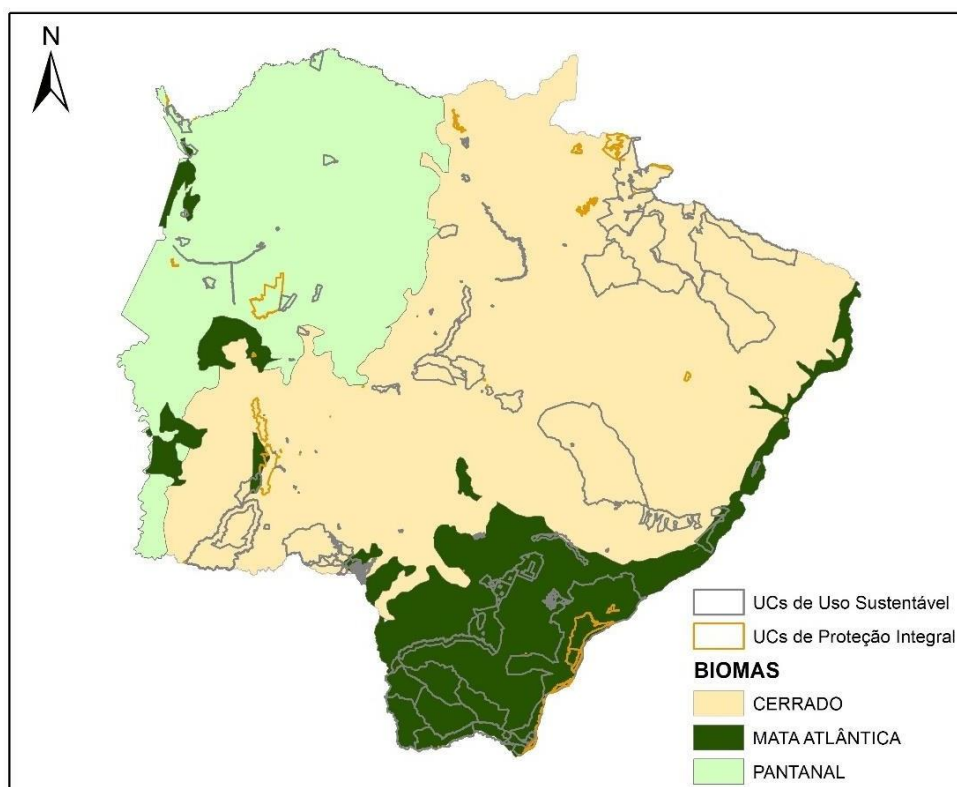 N
UCs de Uso Sustentável
UCs de Proteção Integral
BIOMAS
CERRADO
MATA ATLÂNTICA
PANTANAL